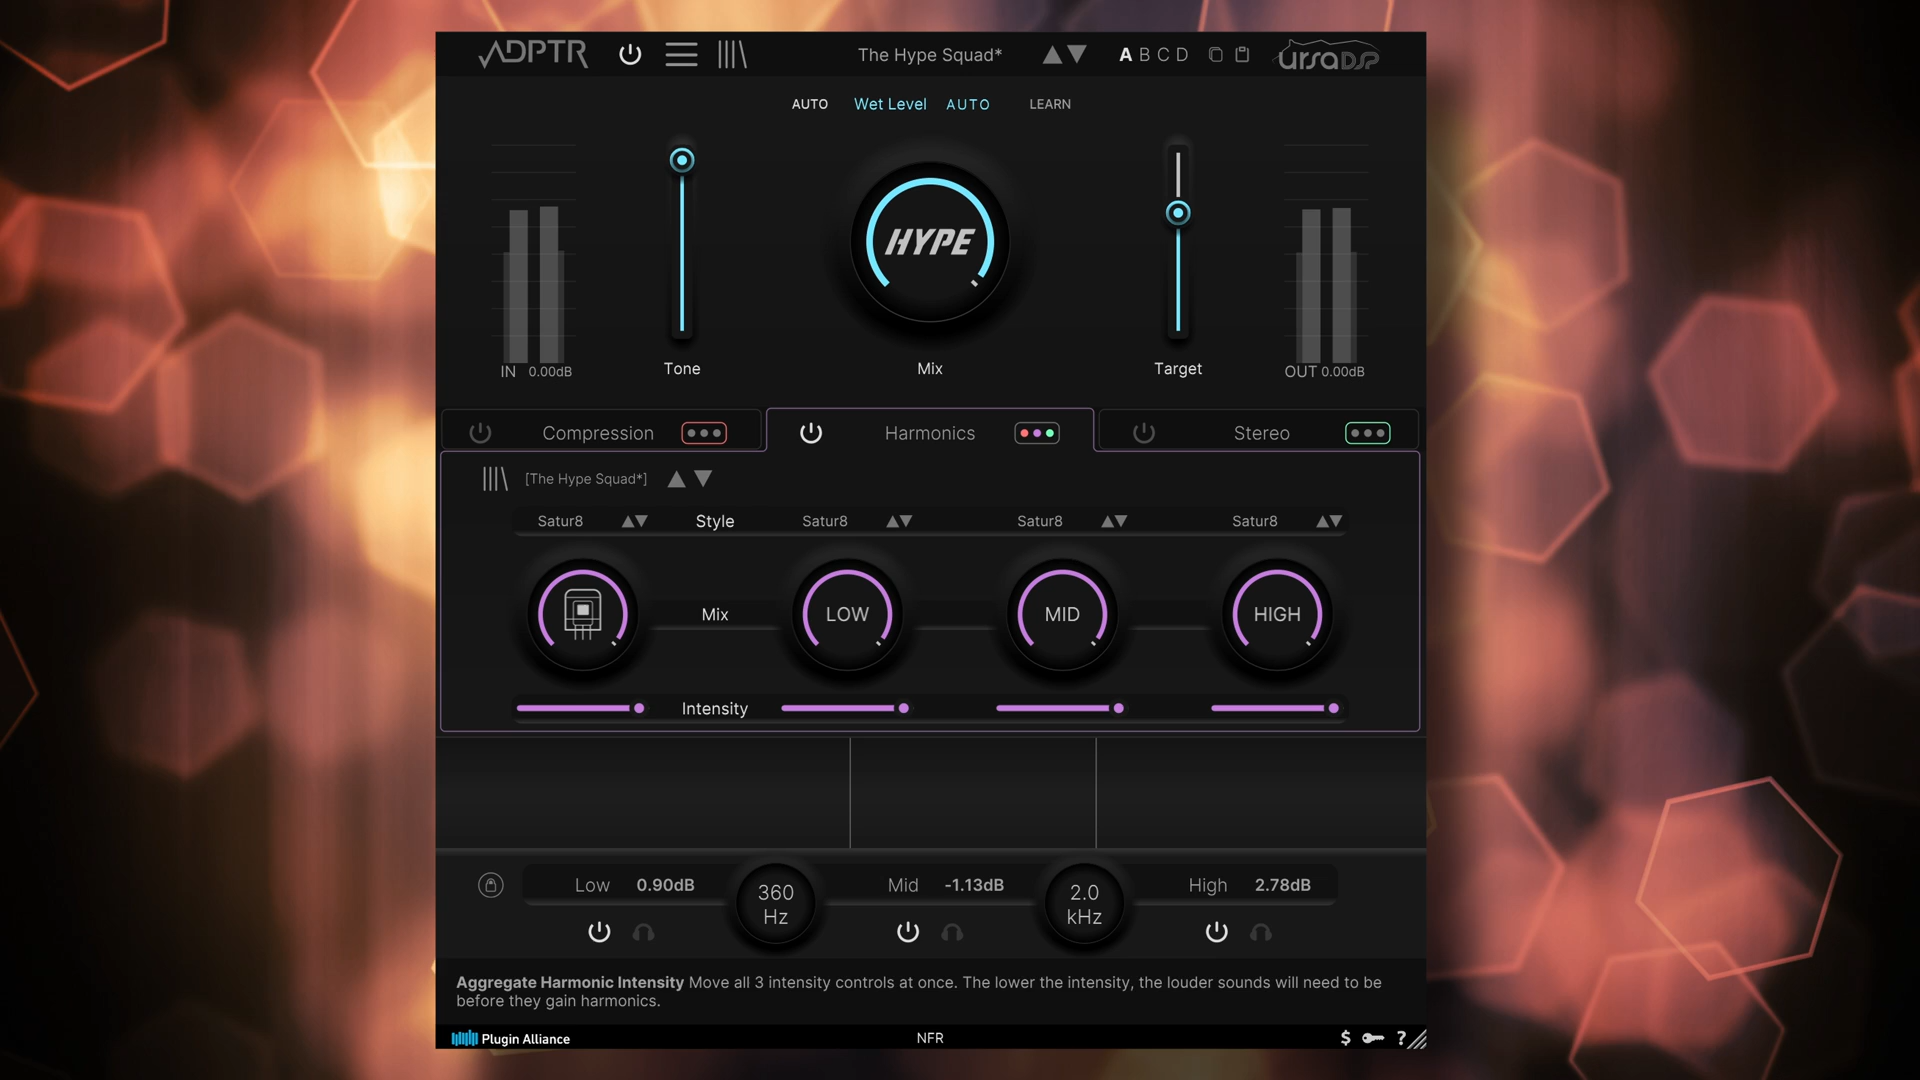 ADPTR The Hype Squad* A B C D ursaDSP
AUTO Wet Level AUTO LEARN
HYPE
IN 0.00dB Tone Mix Target OUT 0.00dB
Compression Harmonics Stereo
[The Hype Squad*]
Satur8 Style Satur8 Satur8 Satur8
Mix LOW MID HIGH
Intensity
Low 0.90dB 360 Hz Mid -1.13dB 2.0 kHz High 2.78dB
Aggregate Harmonic Intensity Move all 3 intensity controls at once. The lower the intensity, the louder sounds will need to be
before they gain harmonics.
Plugin Alliance NFR $ ?